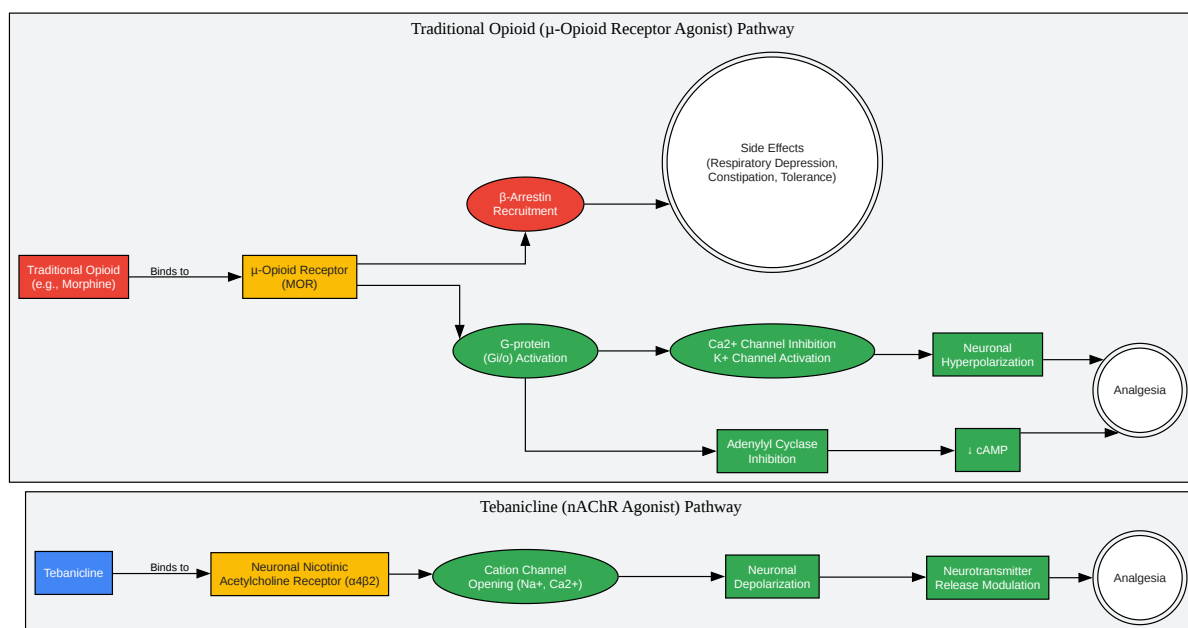 Traditional Opioid (µ-Opioid Receptor Agonist) Pathway
Side Effects
(Respiratory Depression,
Constipation, Tolerance)
β-Arrestin
Recruitment
Traditional Opioid
(e.g., Morphine)
Binds to
µ-Opioid Receptor
(MOR)
G-protein
(Gi/o) Activation
Ca2+ Channel Inhibition
K+ Channel Activation
Neuronal
Hyperpolarization
Analgesia
Adenylyl Cyclase
Inhibition
↓ cAMP
Tebanicline (nAChR Agonist) Pathway
Tebanicline
Binds to
Neuronal Nicotinic
Acetylcholine Receptor (α4β2)
Cation Channel
Opening (Na+, Ca2+)
Neuronal
Depolarization
Neurotransmitter
Release Modulation
Analgesia